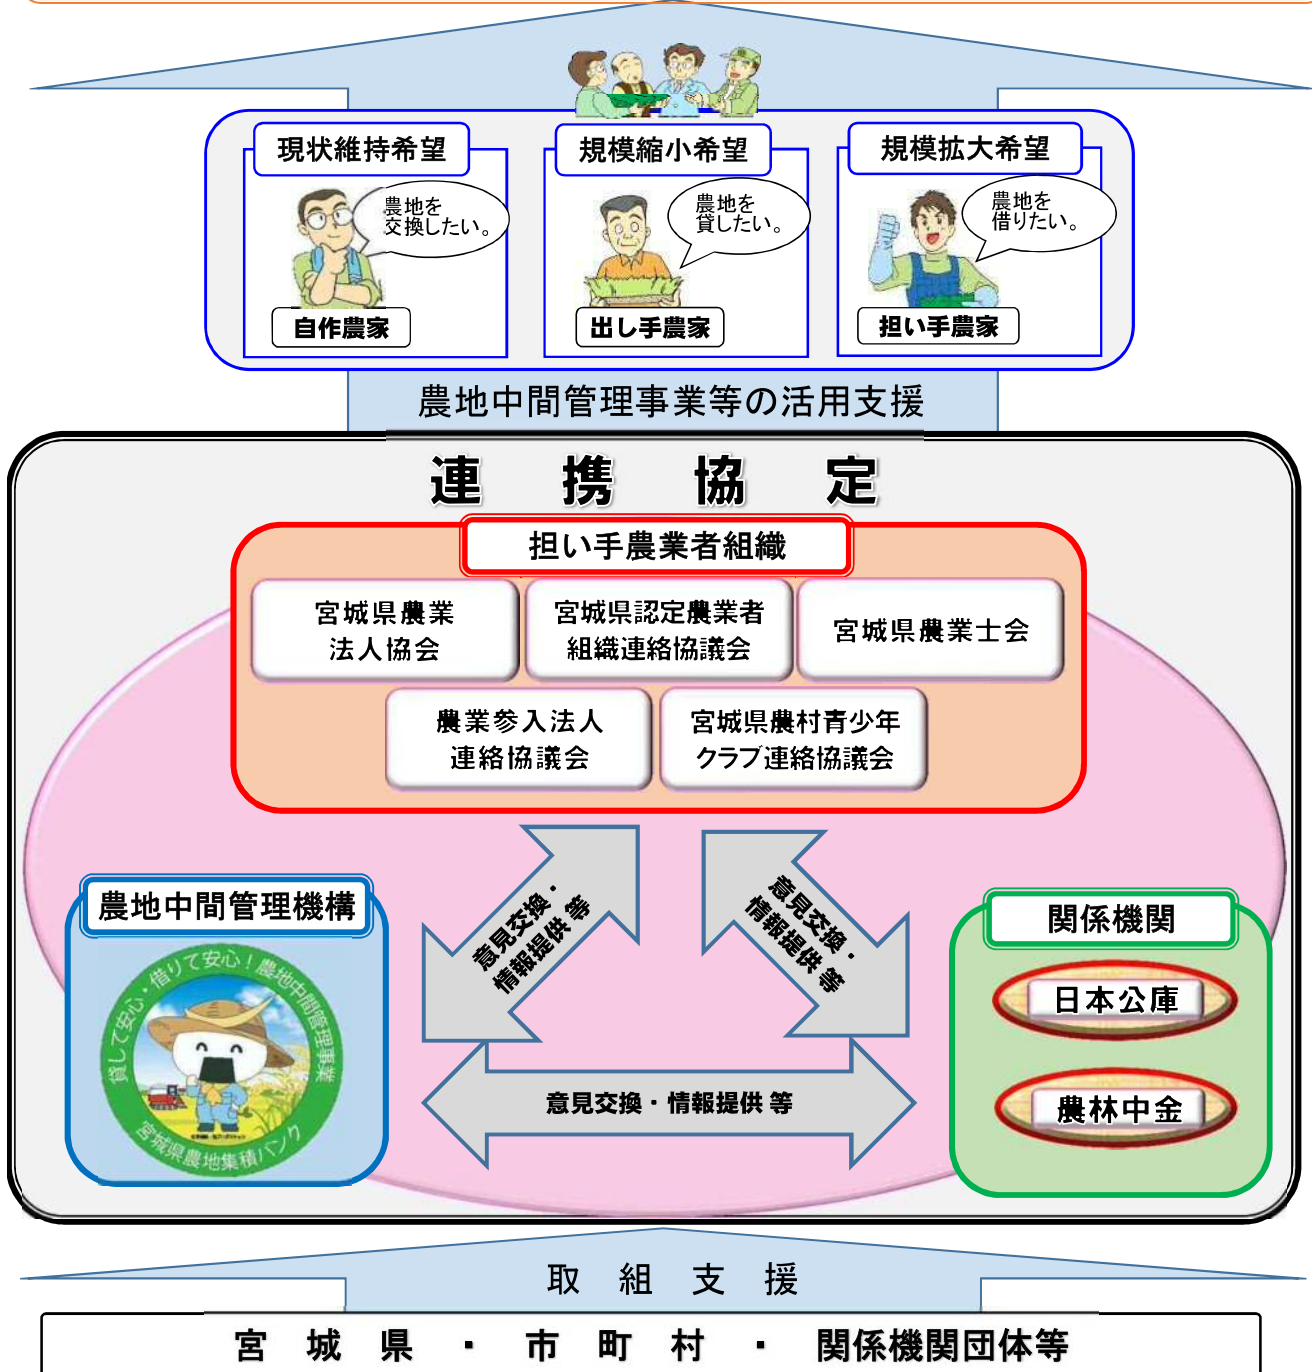 現状維持希望
規模縮小希望
規模拡大希望
農地を
交換したい。
農地を
貸したい。
農地を
借りたい。
自作農家
出し手農家
担い手農家
農地中間管理事業等の活用支援
連携協定
担い手農業者組織
宮城県農業
法人協会
宮城県認定農業者
組織連絡協議会
宮城県農業士会
農業参入法人
連絡協議会
宮城県農村青少年
クラブ連絡協議会
意見交換・
情報提供 等
意見交換・
情報提供 等
農地中間管理機構
貸して安心・借りて安心!農地中間管理事業
宮城県農地集積バンク
関係機関
日本公庫
農林中金
意見交換・情報提供 等
取組支援
宮城県・市町村・関係機関団体等